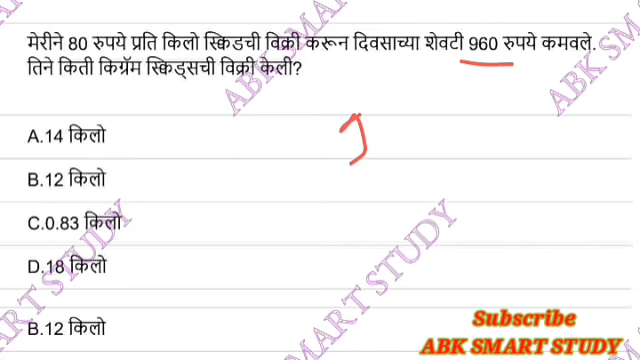 मेरीने 80 रुपये प्रति किलो स्किडची विक्री करून दिवसाच्या शेवटी 960 रुपये कमवले.
तिने किती किग्रॅम स्किड्सची विक्री केली?
A.14 किलो
B.12 किलो
C.0.83 किलो
D.18 किलो
B.12 किलो
Subscribe
ABK SMART STUDY